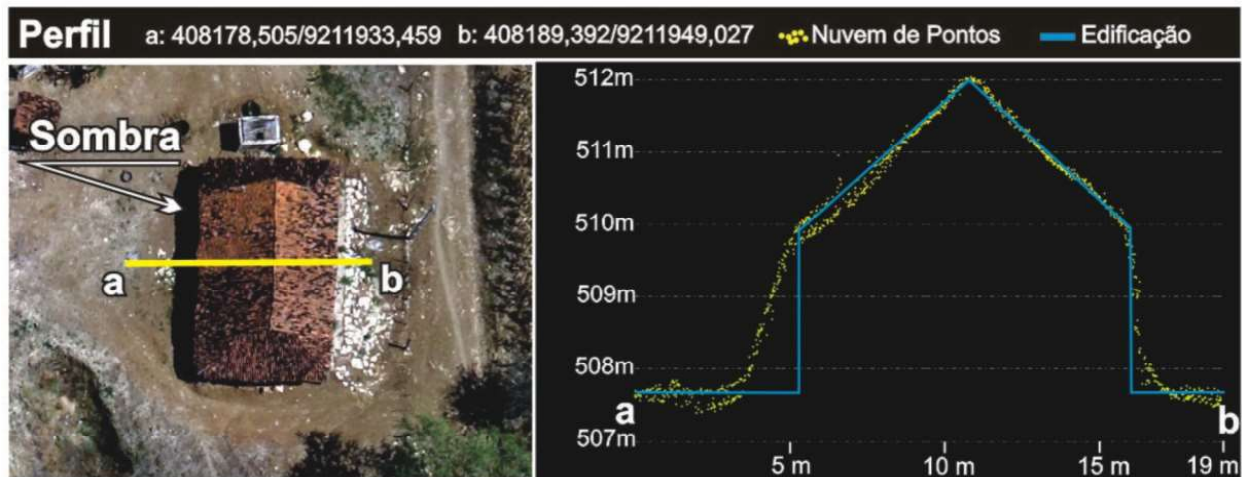 Perfil a: 408178,505/9211933,459 b: 408189,392/9211949,027 Nuvem de Pontos Edificação
Sombra
a
b
512m
511m
510m
509m
508m
507m
a
b
5 m 10 m 15 m 19 m